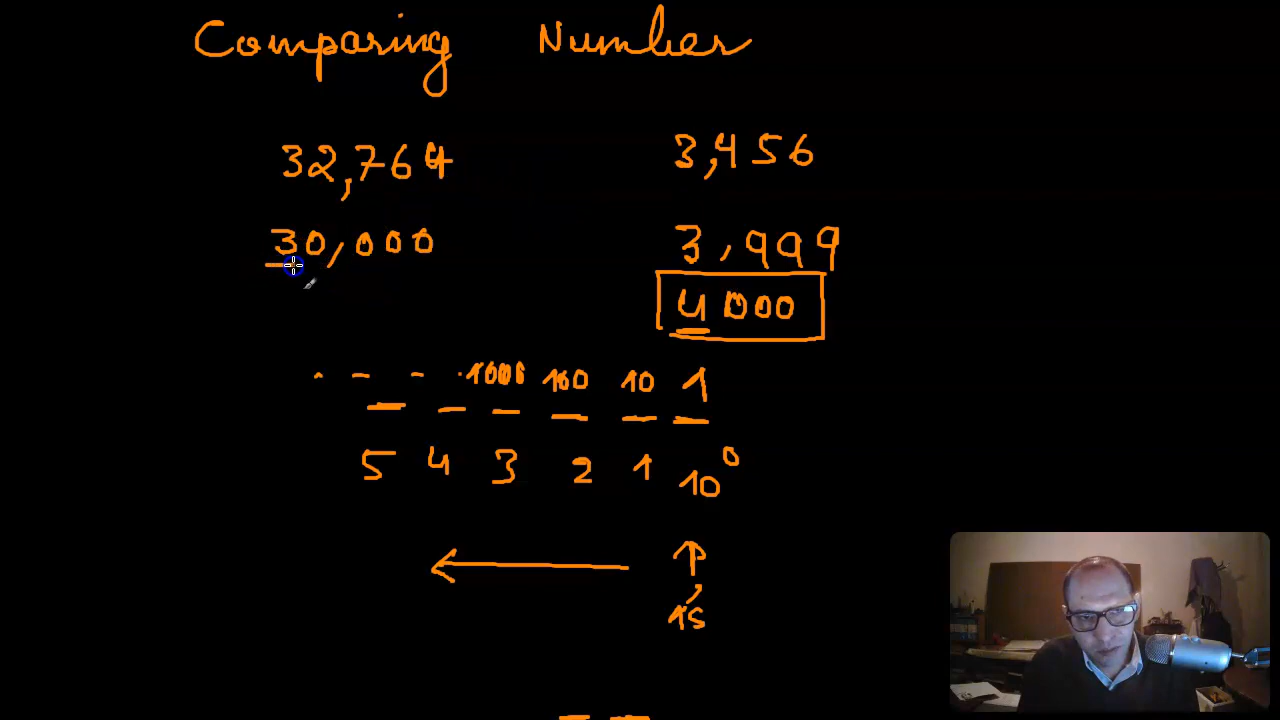 Comparing Number
32,764 3,456
30,000 3,999
4000
1000 100 10 1
5 4 3 2 1 10⁰
1's